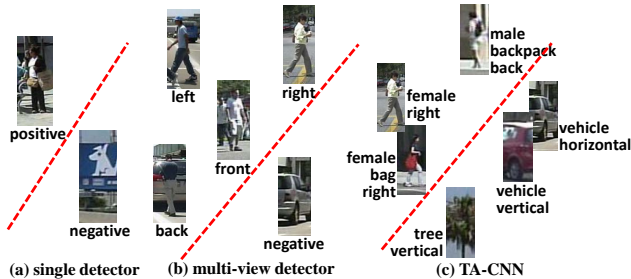 positive
negative
(a) single detector
left
right
front
back
negative
(b) multi-view detector
male
backpack
back
female
right
female
bag
right
vehicle
horizontal
vehicle
vertical
tree
vertical
(c) TA-CNN